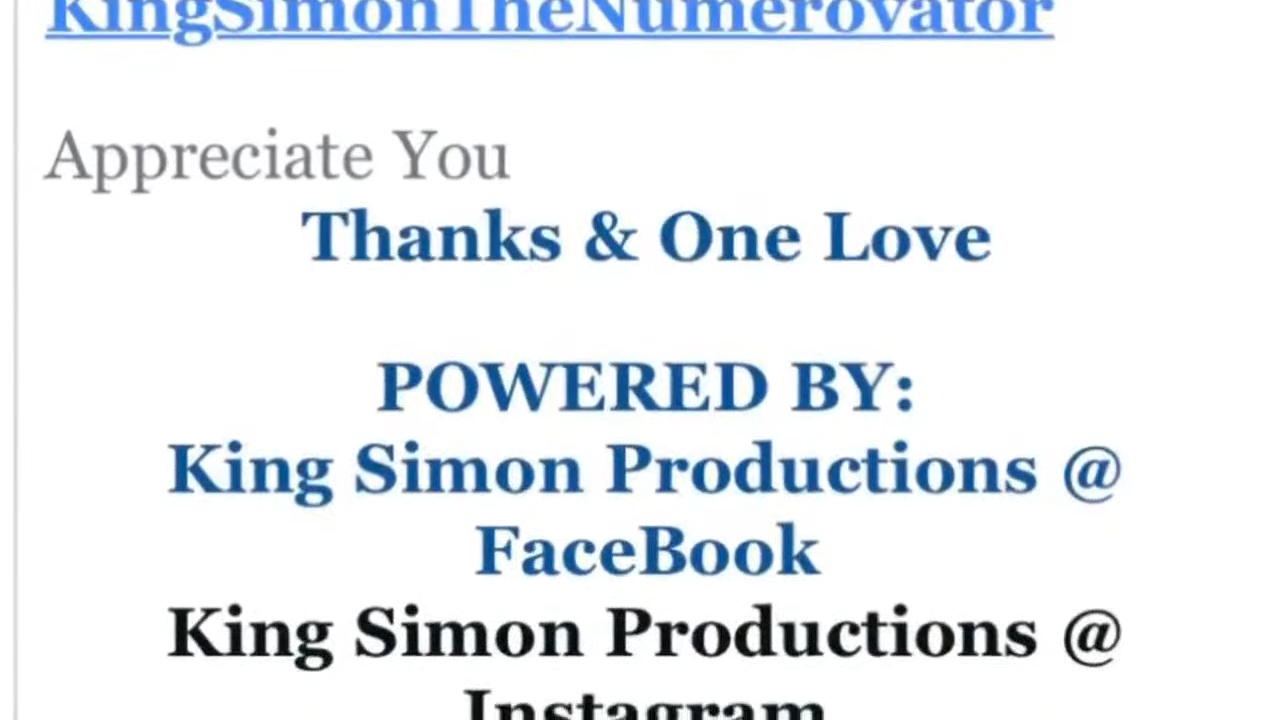 KingSimonTheNumerovator
Appreciate You
Thanks & One Love
POWERED BY:
King Simon Productions @
FaceBook
King Simon Productions @
Instagram